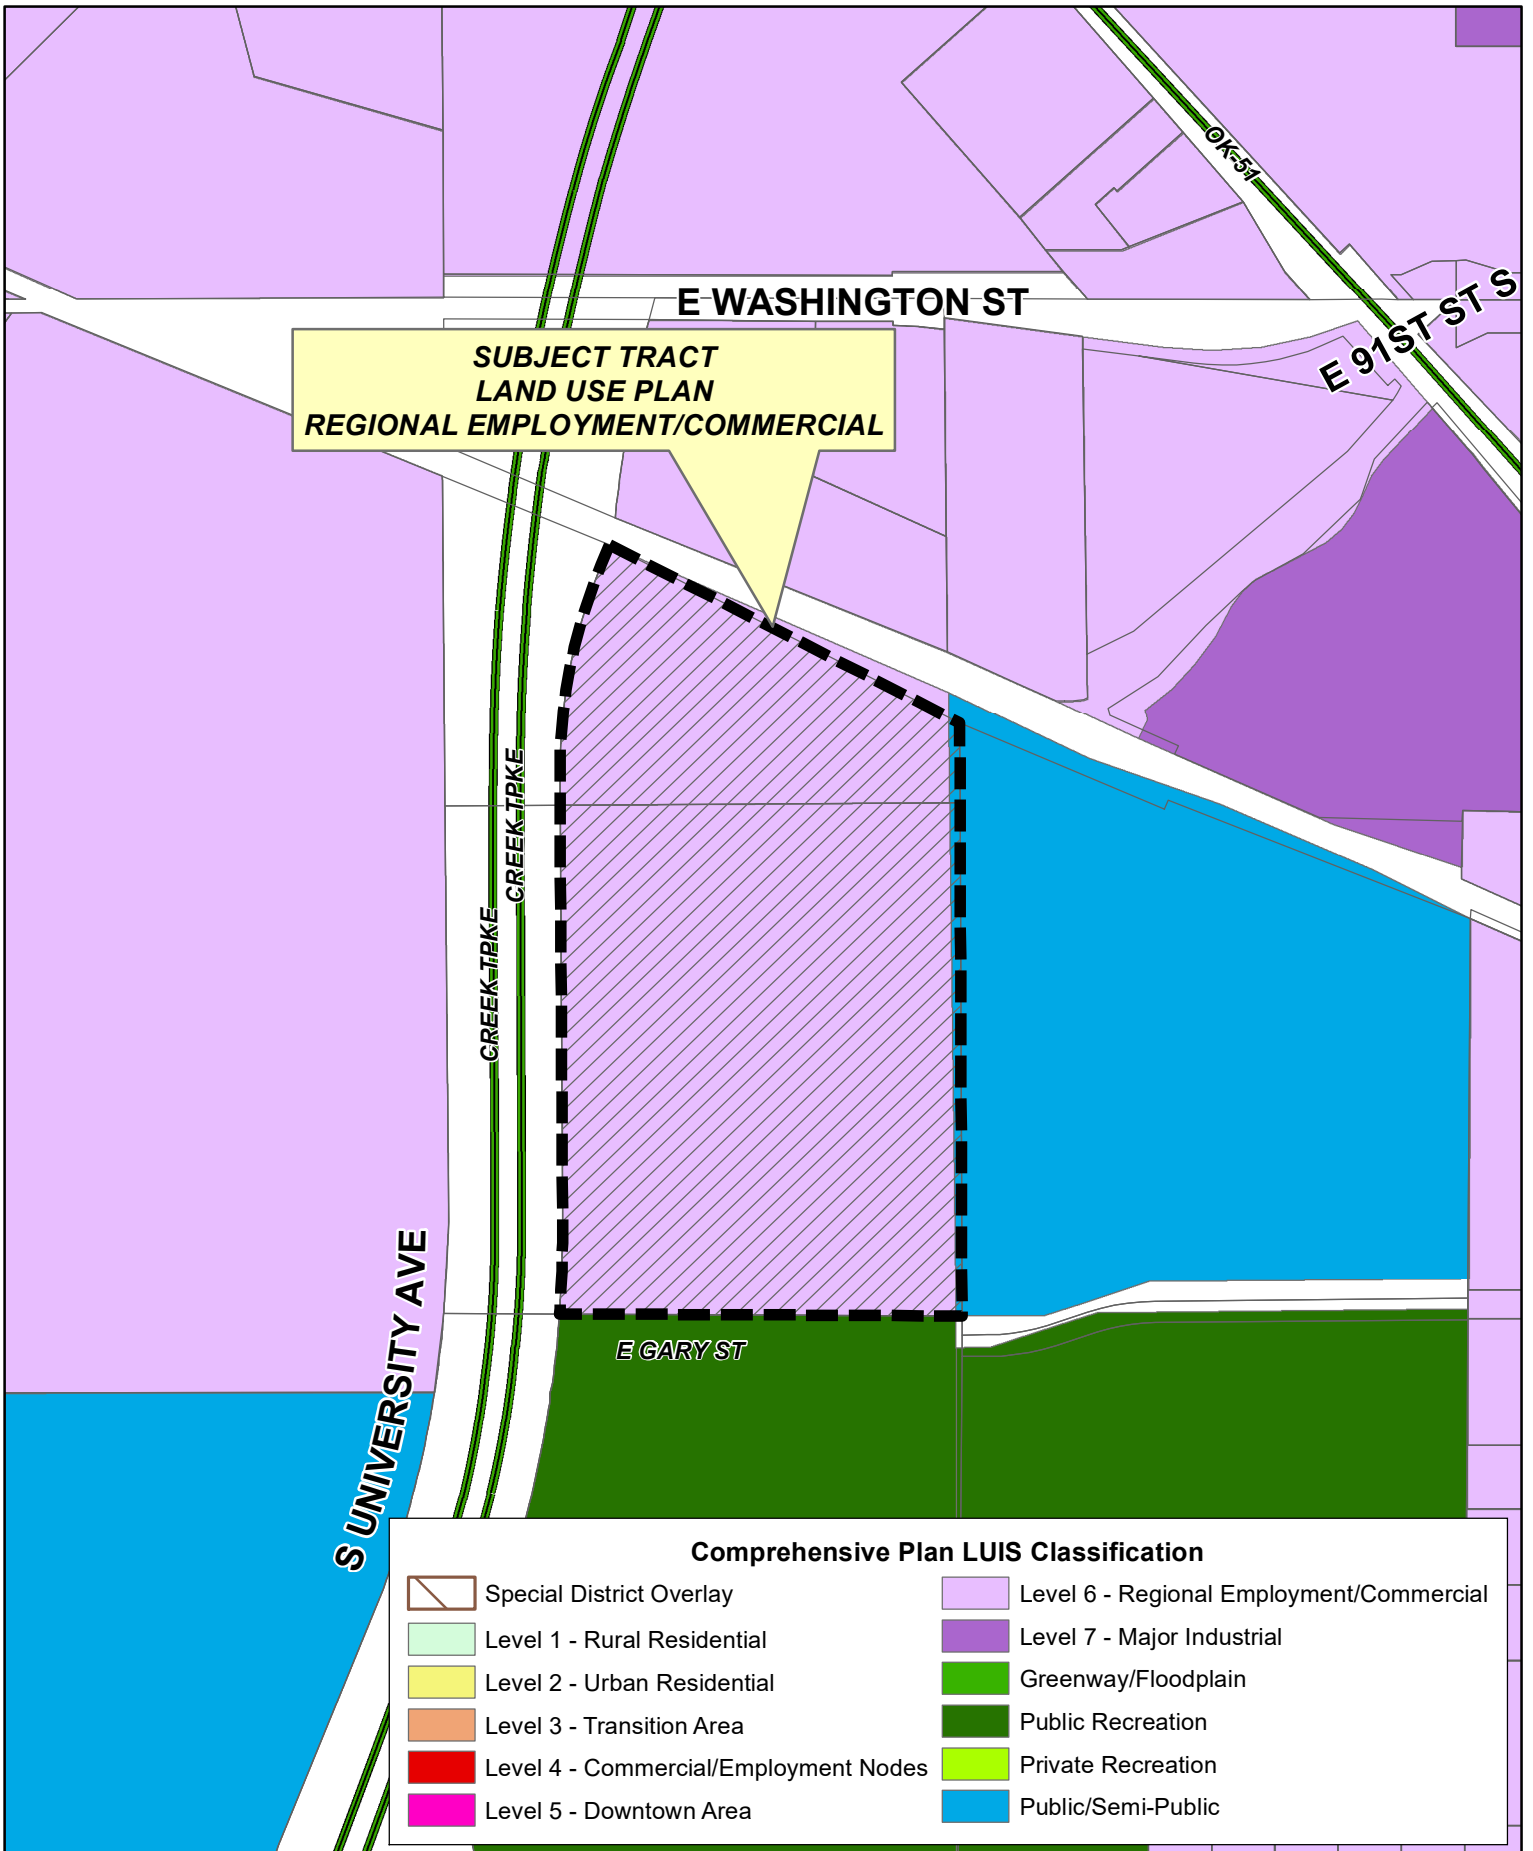 OK-51
E WASHINGTON ST
E 91ST ST S
SUBJECT TRACT
LAND USE PLAN
REGIONAL EMPLOYMENT/COMMERCIAL
CREEK TPKE
CREEK TPKE
S UNIVERSITY AVE
E GARY ST
Comprehensive Plan LUIS Classification
Special District Overlay
Level 1 - Rural Residential
Level 2 - Urban Residential
Level 3 - Transition Area
Level 4 - Commercial/Employment Nodes
Level 5 - Downtown Area
Level 6 - Regional Employment/Commercial
Level 7 - Major Industrial
Greenway/Floodplain
Public Recreation
Private Recreation
Public/Semi-Public